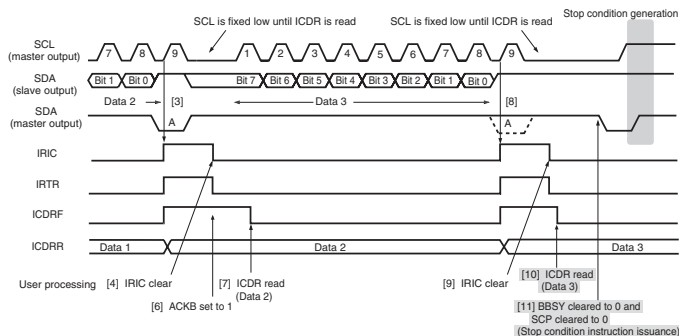 SCL is fixed low until ICDR is read
SCL is fixed low until ICDR is read
Stop condition generation
SCL
(master output)
7 8 9 1 2 3 4 5 6 7 8 9
SDA
(slave output)
Bit 1 Bit 0 Bit 7 Bit 6 Bit 5 Bit 4 Bit 3 Bit 2 Bit 1 Bit 0
Data 2 [3] Data 3 [8]
SDA
(master output)
A A
IRIC
IRTR
ICDRF
ICDRR
Data 1 Data 2 Data 3
User processing
[4] IRIC clear
[6] ACKB set to 1
[7] ICDR read
(Data 2)
[9] IRIC clear
[10] ICDR read
(Data 3)
[11] BBSY cleared to 0 and
SCP cleared to 0
(Stop condition instruction issuance)